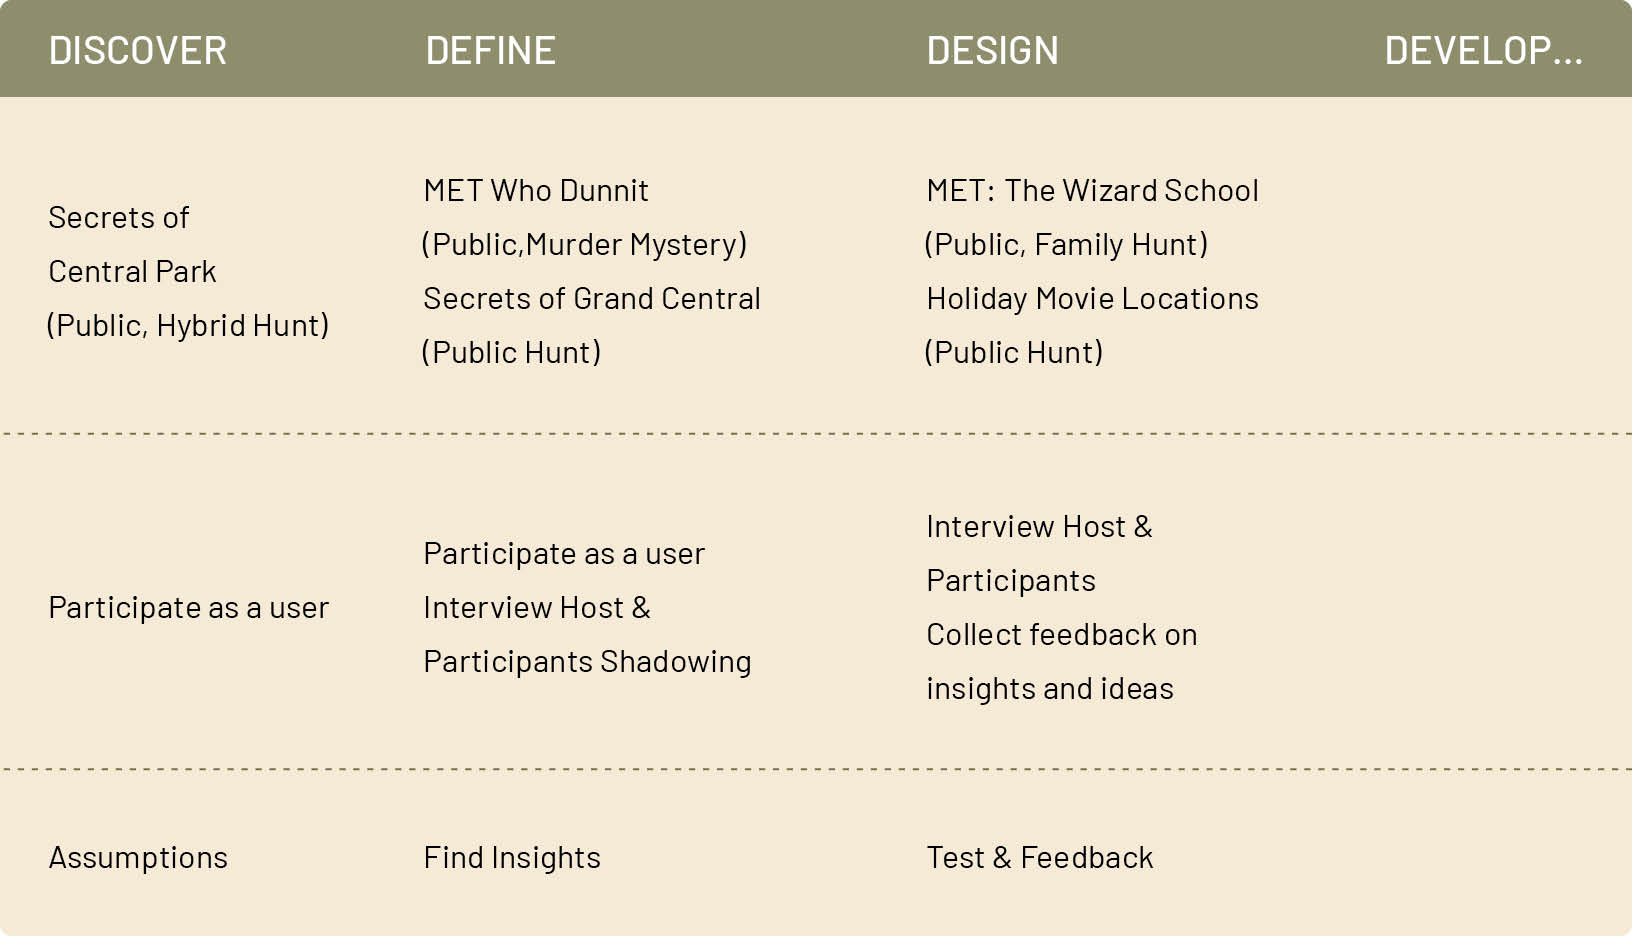 DISCOVER
DEFINE
DESIGN
DEVELOP...
Secrets of
Central Park
(Public, Hybrid Hunt)
MET Who Dunnit
(Public,Murder Mystery)
Secrets of Grand Central
(Public Hunt)
MET: The Wizard School
(Public, Family Hunt)
Holiday Movie Locations
(Public Hunt)
Participate as a user
Participate as a user
Interview Host &
Participants Shadowing
Interview Host &
Participants
Collect feedback on
insights and ideas
Assumptions
Find Insights
Test & Feedback